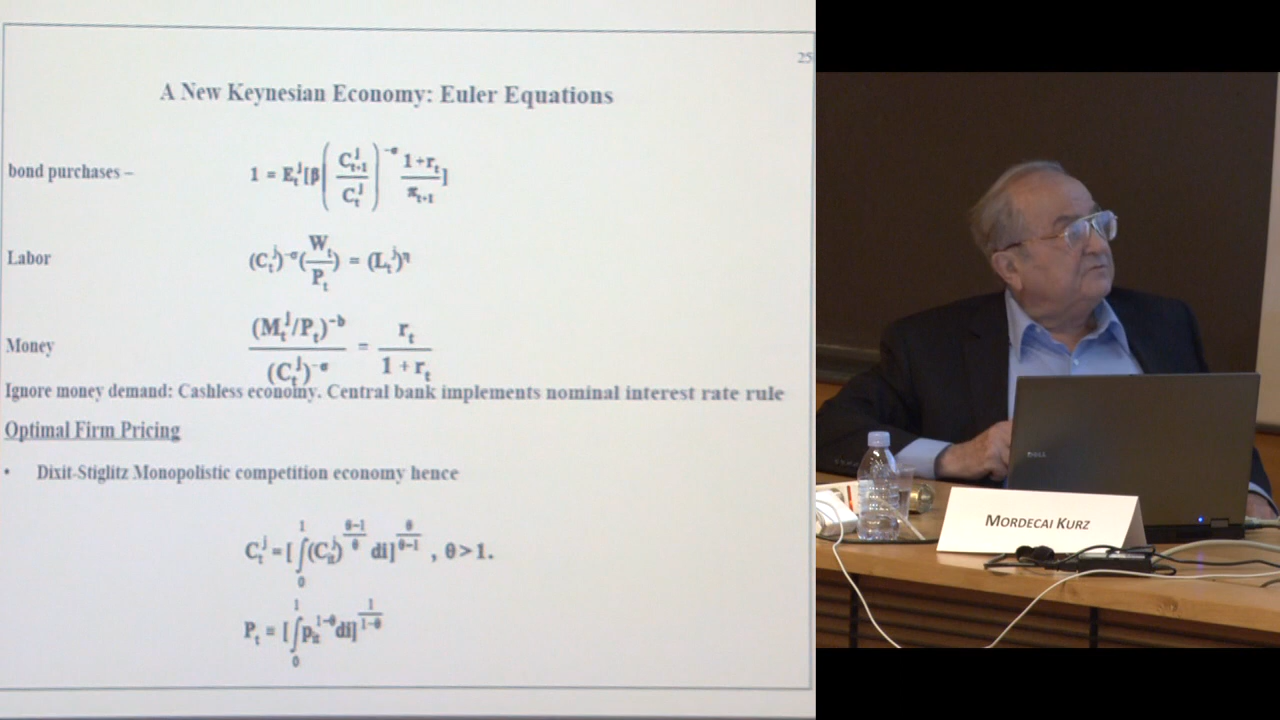 25
A New Keynesian Economy: Euler Equations
bond purchases – 1 = E_t^j[β(C_{t+1}^j / C_t^j)^{-σ} (1+r_t)/π_{t+1}]
Labor (C_t^j)^{-σ}(W_t/P_t) = (L_t^j)^η
Money (M_t^j/P_t)^{-b} / (C_t^j)^{-σ} = r_t / (1+r_t)
Ignore money demand: Cashless economy. Central bank implements nominal interest rate rule
Optimal Firm Pricing
• Dixit-Stiglitz Monopolistic competition economy hence
C_t^j = [∫_0^1 (C_{it}^j)^{(θ-1)/θ} di]^{θ/(θ-1)} , θ>1.
P_t = [∫_0^1 p_{it}^{1-θ} di]^{1/(1-θ)}
DELL
MORDECAI KURZ